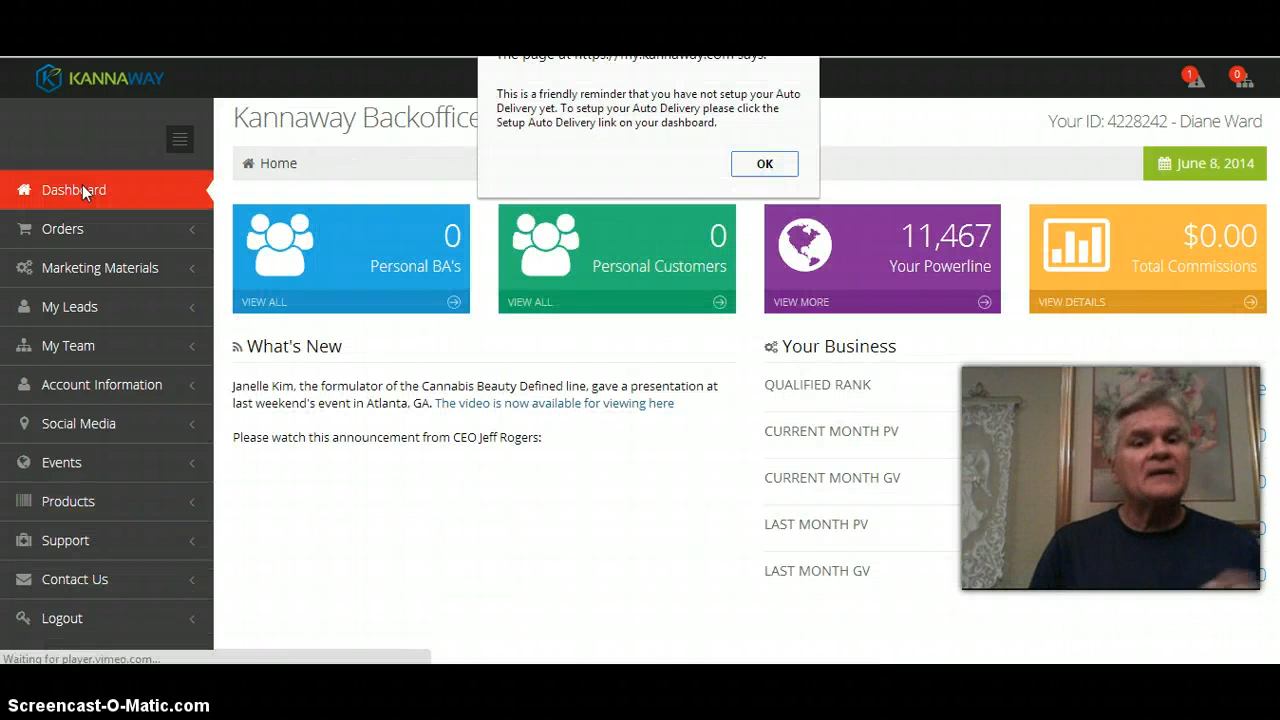 The page at https://my.kannaway.com says:
KANNAWAY
1
0
This is a friendly reminder that you have not setup your Auto
Delivery yet. To setup your Auto Delivery please click the
Setup Auto Delivery link on your dashboard.
OK
Kannaway Backoffice
Your ID: 4228242 - Diane Ward
Home
June 8, 2014
Dashboard
Orders
Marketing Materials
My Leads
My Team
Account Information
Social Media
Events
Products
Support
Contact Us
Logout
0
Personal BA's
VIEW ALL
0
Personal Customers
VIEW ALL
11,467
Your Powerline
VIEW MORE
$0.00
Total Commissions
VIEW DETAILS
What's New
Janelle Kim, the formulator of the Cannabis Beauty Defined line, gave a presentation at
last weekend's event in Atlanta, GA. The video is now available for viewing here
Please watch this announcement from CEO Jeff Rogers:
Your Business
QUALIFIED RANK
CURRENT MONTH PV
CURRENT MONTH GV
LAST MONTH PV
LAST MONTH GV
Waiting for player.vimeo.com...
Screencast-O-Matic.com